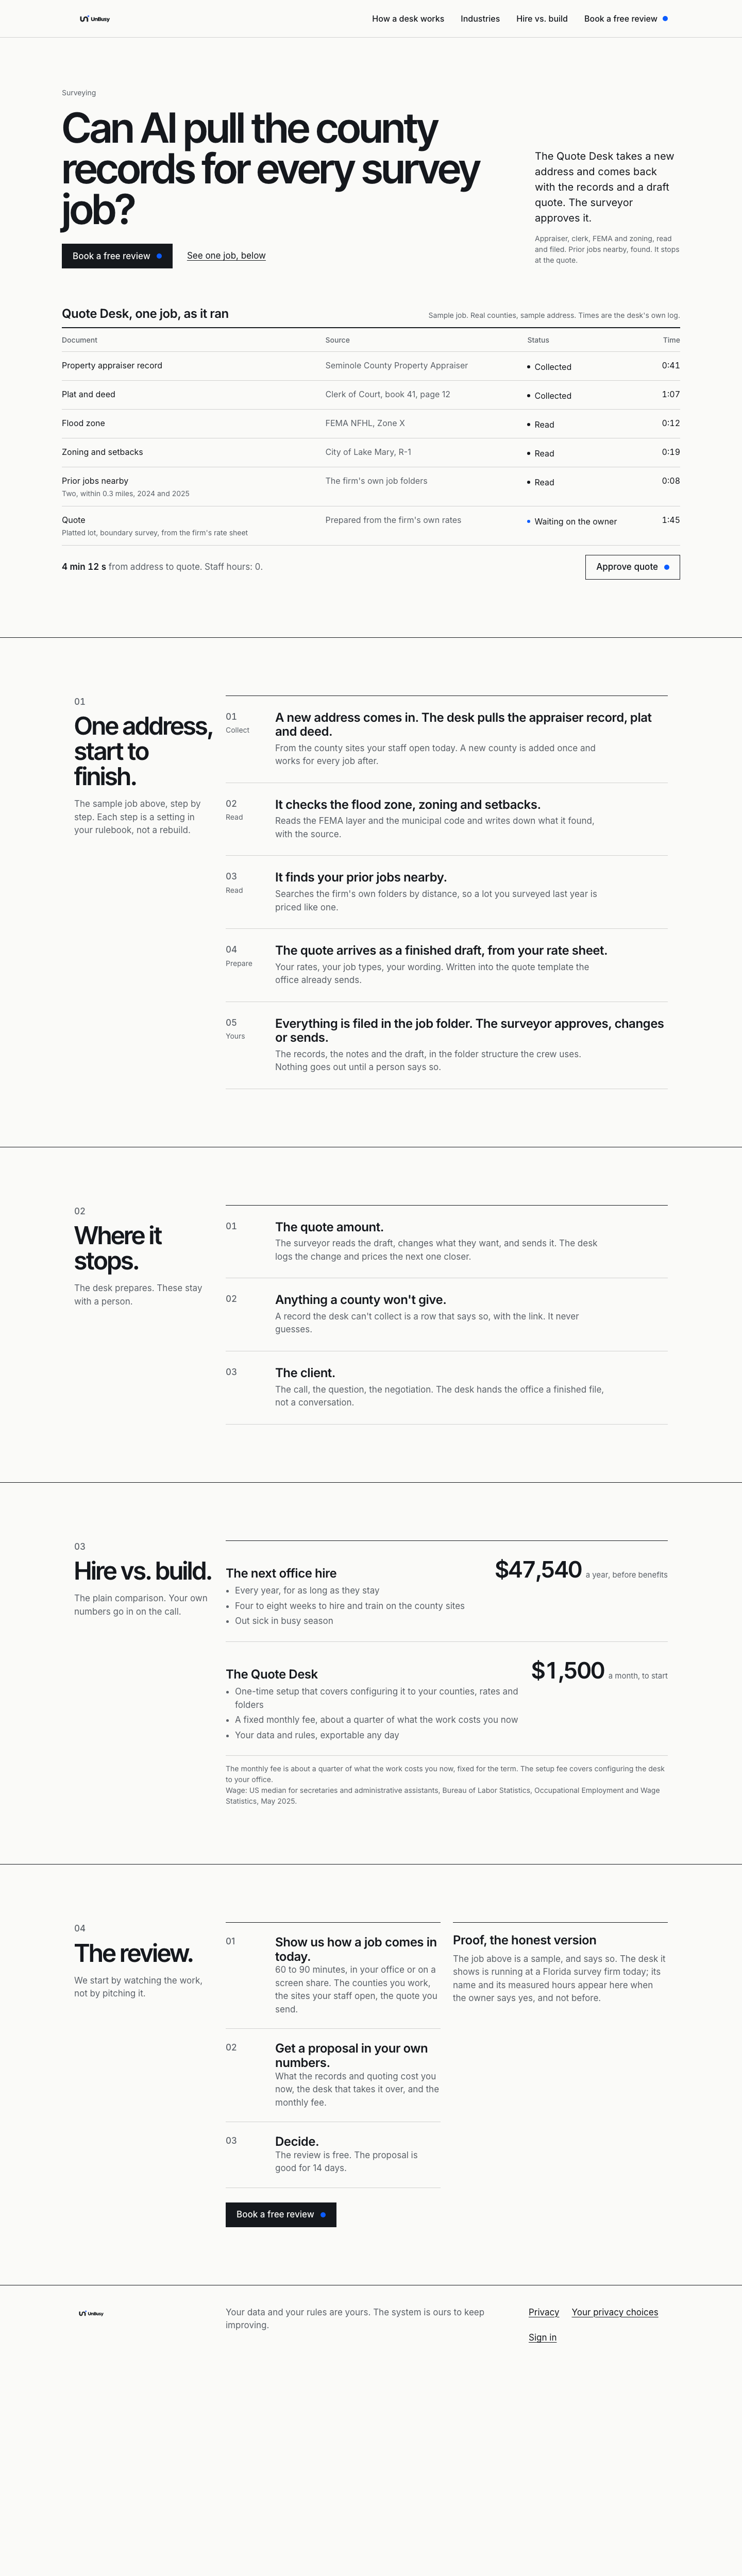 UnBusy
How a desk works Industries Hire vs. build Book a free review
Surveying
Can AI pull the county
records for every survey
job?
The Quote Desk takes a new
address and comes back
with the records and a draft
quote. The surveyor
approves it.
Appraiser, clerk, FEMA and zoning, read
and filed. Prior jobs nearby, found. It stops
at the quote.
Book a free review See one job, below
Quote Desk, one job, as it ran Sample job. Real counties, sample address. Times are the desk's own log.
Document Source Status Time
Property appraiser record Seminole County Property Appraiser Collected 0:41
Plat and deed Clerk of Court, book 41, page 12 Collected 1:07
Flood zone FEMA NFHL, Zone X Read 0:12
Zoning and setbacks City of Lake Mary, R-1 Read 0:19
Prior jobs nearby The firm's own job folders Read 0:08
Two, within 0.3 miles, 2024 and 2025
Quote Prepared from the firm's own rates Waiting on the owner 1:45
Platted lot, boundary survey, from the firm's rate sheet
4 min 12 s from address to quote. Staff hours: 0. Approve quote
01
One address,
start to
finish.
The sample job above, step by
step. Each step is a setting in
your rulebook, not a rebuild.
01
Collect
A new address comes in. The desk pulls the appraiser record, plat
and deed.
From the county sites your staff open today. A new county is added once and
works for every job after.
02
Read
It checks the flood zone, zoning and setbacks.
Reads the FEMA layer and the municipal code and writes down what it found,
with the source.
03
Read
It finds your prior jobs nearby.
Searches the firm's own folders by distance, so a lot you surveyed last year is
priced like one.
04
Prepare
The quote arrives as a finished draft, from your rate sheet.
Your rates, your job types, your wording. Written into the quote template the
office already sends.
05
Yours
Everything is filed in the job folder. The surveyor approves, changes
or sends.
The records, the notes and the draft, in the folder structure the crew uses.
Nothing goes out until a person says so.
02
Where it
stops.
The desk prepares. These stay
with a person.
01
The quote amount.
The surveyor reads the draft, changes what they want, and sends it. The desk
logs the change and prices the next one closer.
02
Anything a county won't give.
A record the desk can't collect is a row that says so, with the link. It never
guesses.
03
The client.
The call, the question, the negotiation. The desk hands the office a finished file,
not a conversation.
03
Hire vs. build.
The plain comparison. Your own
numbers go in on the call.
The next office hire $47,540 a year, before benefits
• Every year, for as long as they stay
• Four to eight weeks to hire and train on the county sites
• Out sick in busy season
The Quote Desk $1,500 a month, to start
• One-time setup that covers configuring it to your counties, rates and
folders
• A fixed monthly fee, about a quarter of what the work costs you now
• Your data and rules, exportable any day
The monthly fee is about a quarter of what the work costs you now, fixed for the term. The setup fee covers configuring the desk
to your office.
Wage: US median for secretaries and administrative assistants, Bureau of Labor Statistics, Occupational Employment and Wage
Statistics, May 2025.
04
The review.
We start by watching the work,
not by pitching it.
01
Show us how a job comes in
today.
60 to 90 minutes, in your office or on a
screen share. The counties you work,
the sites your staff open, the quote you
send.
02
Get a proposal in your own
numbers.
What the records and quoting cost you
now, the desk that takes it over, and the
monthly fee.
03
Decide.
The review is free. The proposal is
good for 14 days.
Proof, the honest version
The job above is a sample, and says so. The desk it
shows is running at a Florida survey firm today; its
name and its measured hours appear here when
the owner says yes, and not before.
Book a free review
UnBusy
Your data and your rules are yours. The system is ours to keep
improving.
Privacy Your privacy choices
Sign in